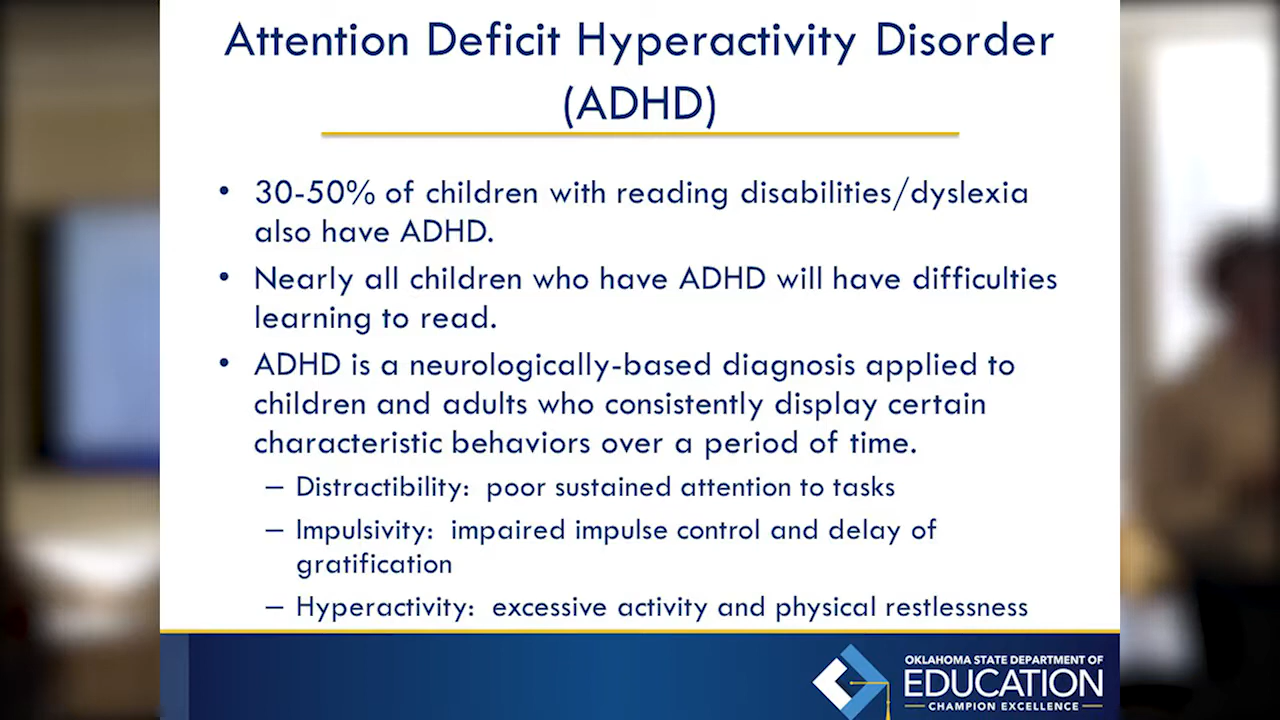 Attention Deficit Hyperactivity Disorder
(ADHD)
• 30-50% of children with reading disabilities/dyslexia
also have ADHD.
• Nearly all children who have ADHD will have difficulties
learning to read.
• ADHD is a neurologically-based diagnosis applied to
children and adults who consistently display certain
characteristic behaviors over a period of time.
– Distractibility: poor sustained attention to tasks
– Impulsivity: impaired impulse control and delay of
gratification
– Hyperactivity: excessive activity and physical restlessness
OKLAHOMA STATE DEPARTMENT OF
EDUCATION
CHAMPION EXCELLENCE